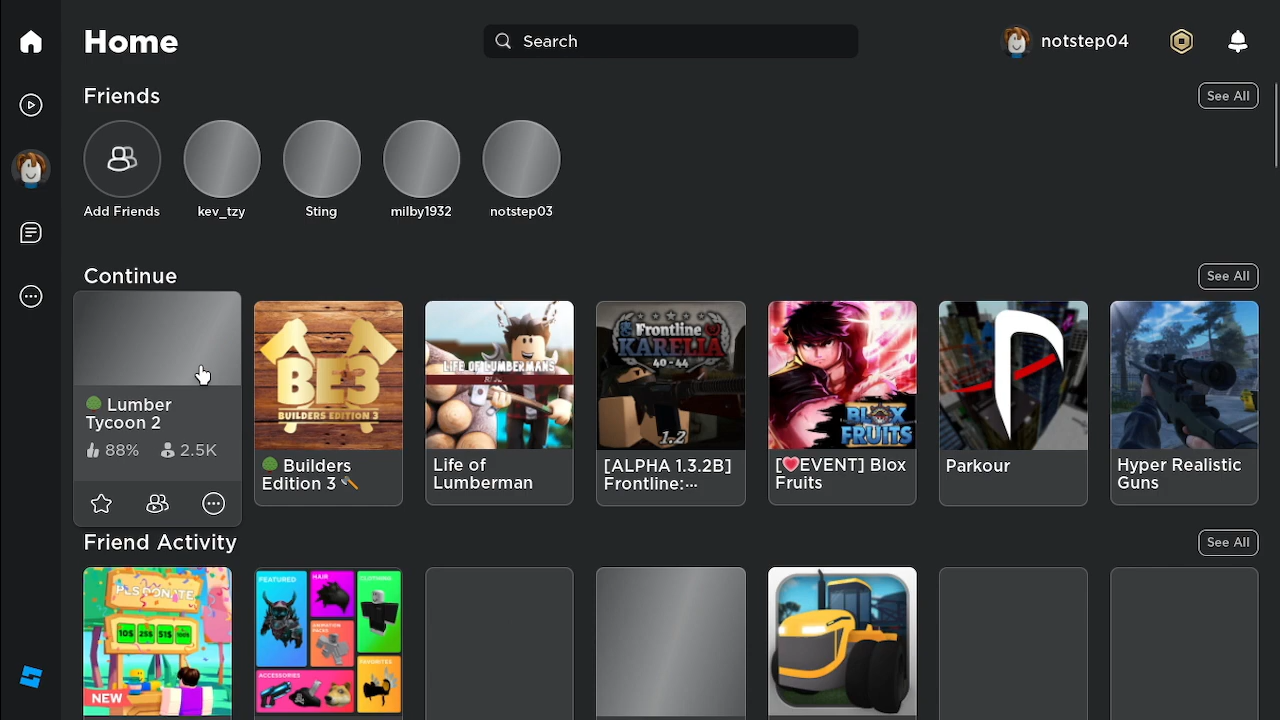 Home
Search
notstep04
Friends
See All
Add Friends
kev_tzy
Sting
milby1932
notstep03
Continue
See All
Lumber
Tycoon 2
88%
2.5K
BE3
BUILDERS EDITION 3
Builders
Edition 3
LIFE OF LUMBERMANS
Life of
Lumberman
Frontline
KARELIA
40-44
1.2
[ALPHA 1.3.2B]
Frontline:...
BLOX
FRUITS
[❤EVENT] Blox
Fruits
Parkour
Hyper Realistic
Guns
Friend Activity
See All
PLS DONATE
10$ 25$ 51$
NEW
FEATURED
HAIR
CLOTHING
ANIMATION
PACKS
ACCESSORIES
FAVORITES